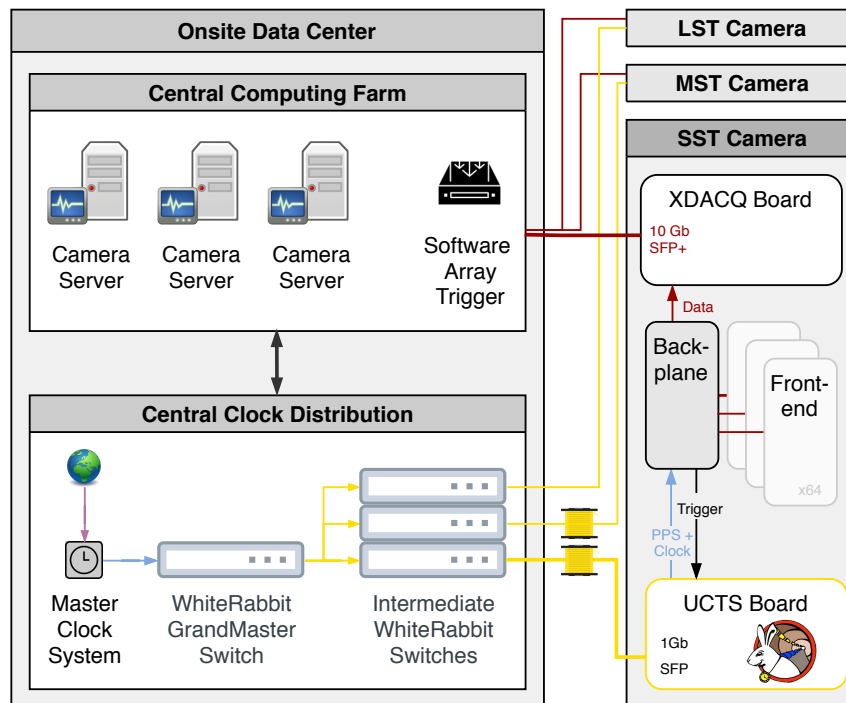 Onsite Data Center
Central Computing Farm
Camera
Server
Camera
Server
Camera
Server
Software
Array
Trigger
Central Clock Distribution
Master
Clock
System
WhiteRabbit
GrandMaster
Switch
Intermediate
WhiteRabbit
Switches
LST Camera
MST Camera
SST Camera
XDACQ Board
10 Gb
SFP+
Data
Back-
plane
Front-
end
x64
Trigger
PPS +
Clock
UCTS Board
1Gb
SFP